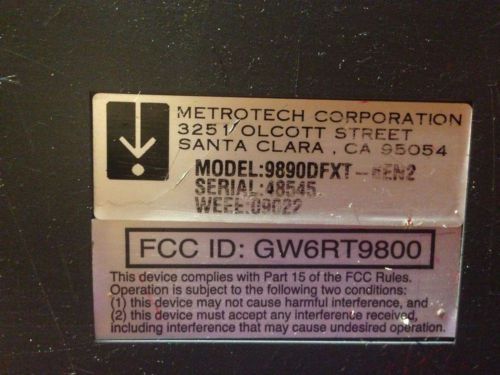 METROTECH CORPORATION
3251 OLCOTT STREET
SANTA CLARA, CA 95054
MODEL:9890DFXT-
SERIAL:48545
WEEE:09022
FCC ID: GW6RT9800
This device complies with Part 15 of the FCC Rules.
Operation is subject to the following two conditions:
(1) this device may not cause harmful interference, and
(2) this device must accept any interference received,
including interference that may cause undesired operation.